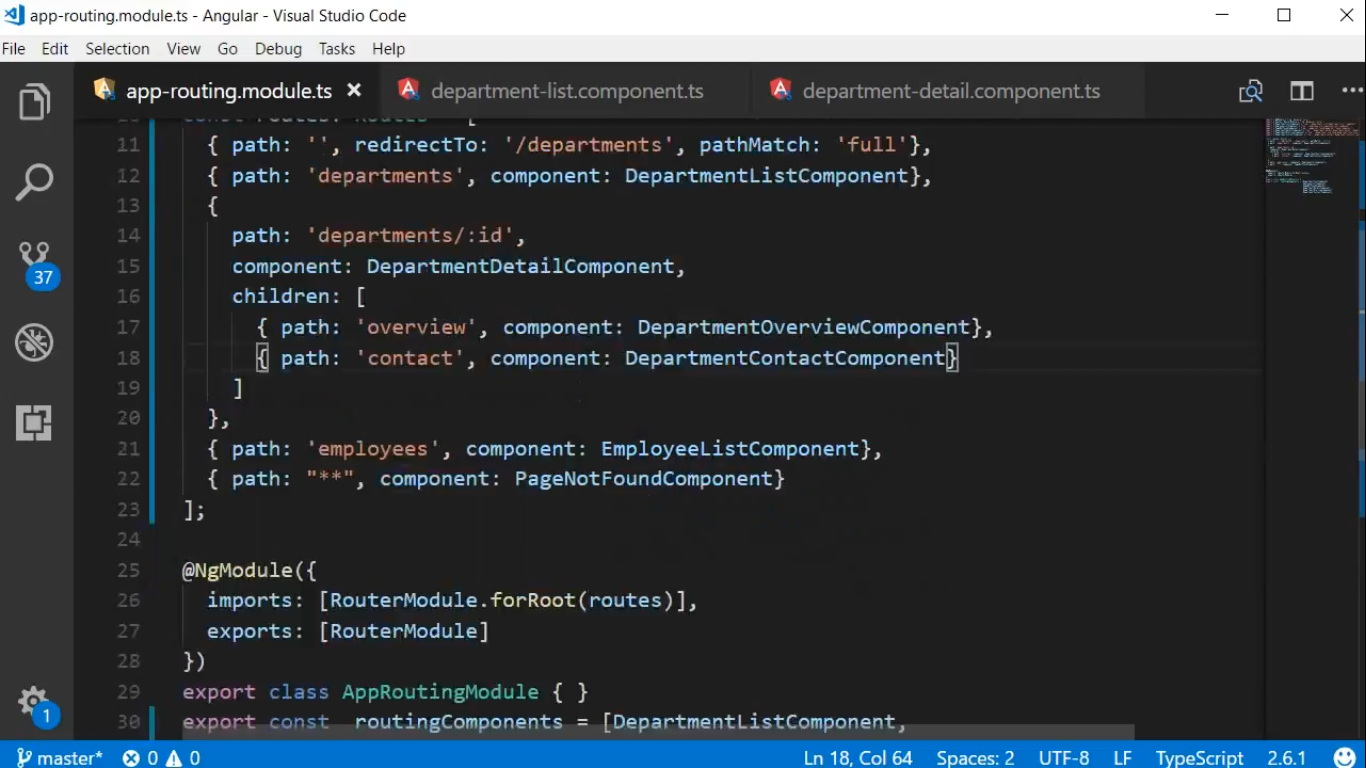 app-routing.module.ts - Angular - Visual Studio Code
File Edit Selection View Go Debug Tasks Help
app-routing.module.ts × department-list.component.ts department-detail.component.ts
11 { path: '', redirectTo: '/departments', pathMatch: 'full'},
12 { path: 'departments', component: DepartmentListComponent},
13 {
14 path: 'departments/:id',
15 component: DepartmentDetailComponent,
16 children: [
17 { path: 'overview', component: DepartmentOverviewComponent},
18 { path: 'contact', component: DepartmentContactComponent}
19 ]
20 },
21 { path: 'employees', component: EmployeeListComponent},
22 { path: "**", component: PageNotFoundComponent}
23 ];
24
25 @NgModule({
26 imports: [RouterModule.forRoot(routes)],
27 exports: [RouterModule]
28 })
29 export class AppRoutingModule { }
30 export const routingComponents = [DepartmentListComponent,
37
1
master* 0 0 Ln 18, Col 64 Spaces: 2 UTF-8 LF TypeScript 2.6.1